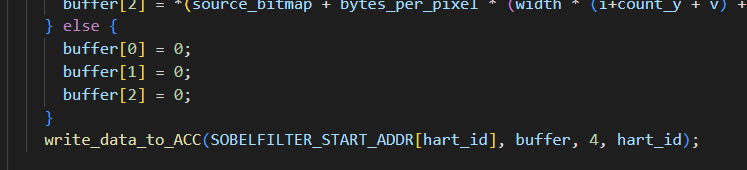 buffer[2] = *(source_bitmap + bytes_per_pixel * (width * (i+count_y + v) +
} else {
buffer[0] = 0;
buffer[1] = 0;
buffer[2] = 0;
}
write_data_to_ACC(SOBELFILTER_START_ADDR[hart_id], buffer, 4, hart_id);